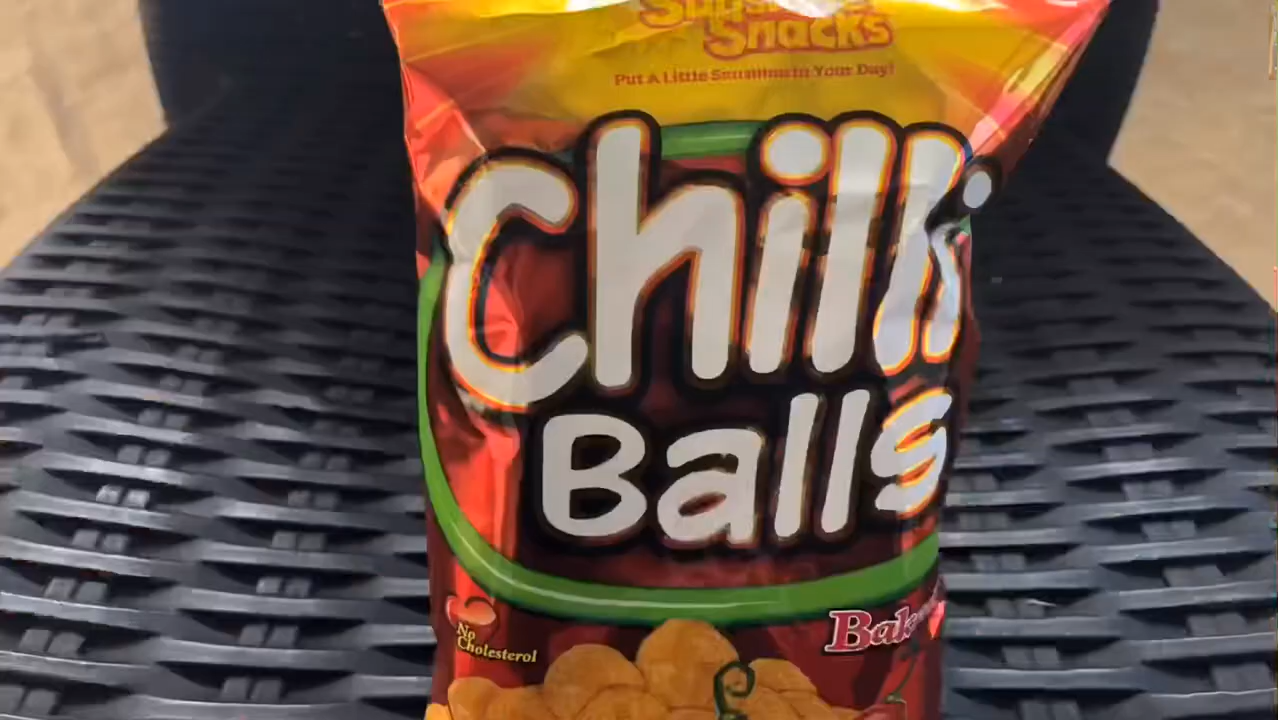 Snacks
Put A Little Sunshine In Your Day!
Chilli
Balls
No
Cholesterol